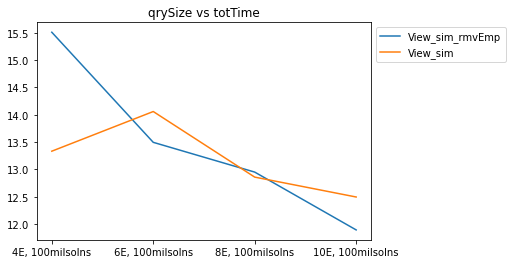 qrySize vs totTime
View_sim_rmvEmp
View_sim
15.5
15.0
14.5
14.0
13.5
13.0
12.5
12.0
4E, 100milsolns
6E, 100milsolns
8E, 100milsolns
10E, 100milsolns